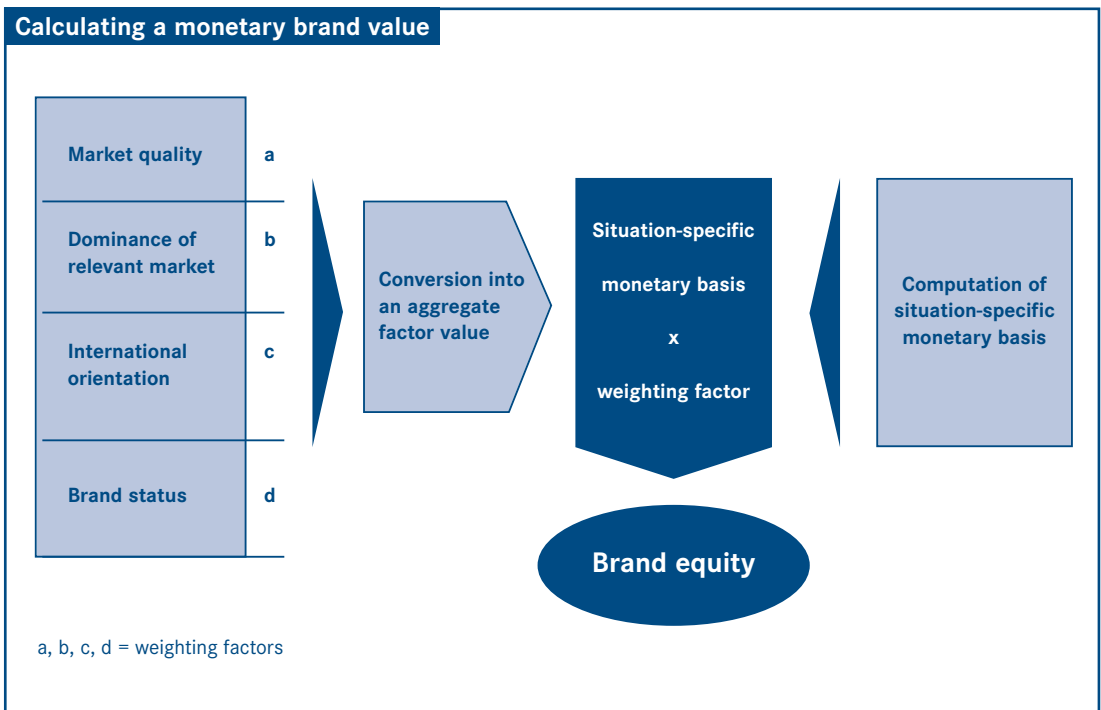 Calculating a monetary brand value
Market quality
a
Dominance of
relevant market
b
International
orientation
c
Brand status
d
Conversion into
an aggregate
factor value
Situation-specific
monetary basis
x
weighting factor
Computation of
situation-specific
monetary basis
Brand equity
a, b, c, d = weighting factors